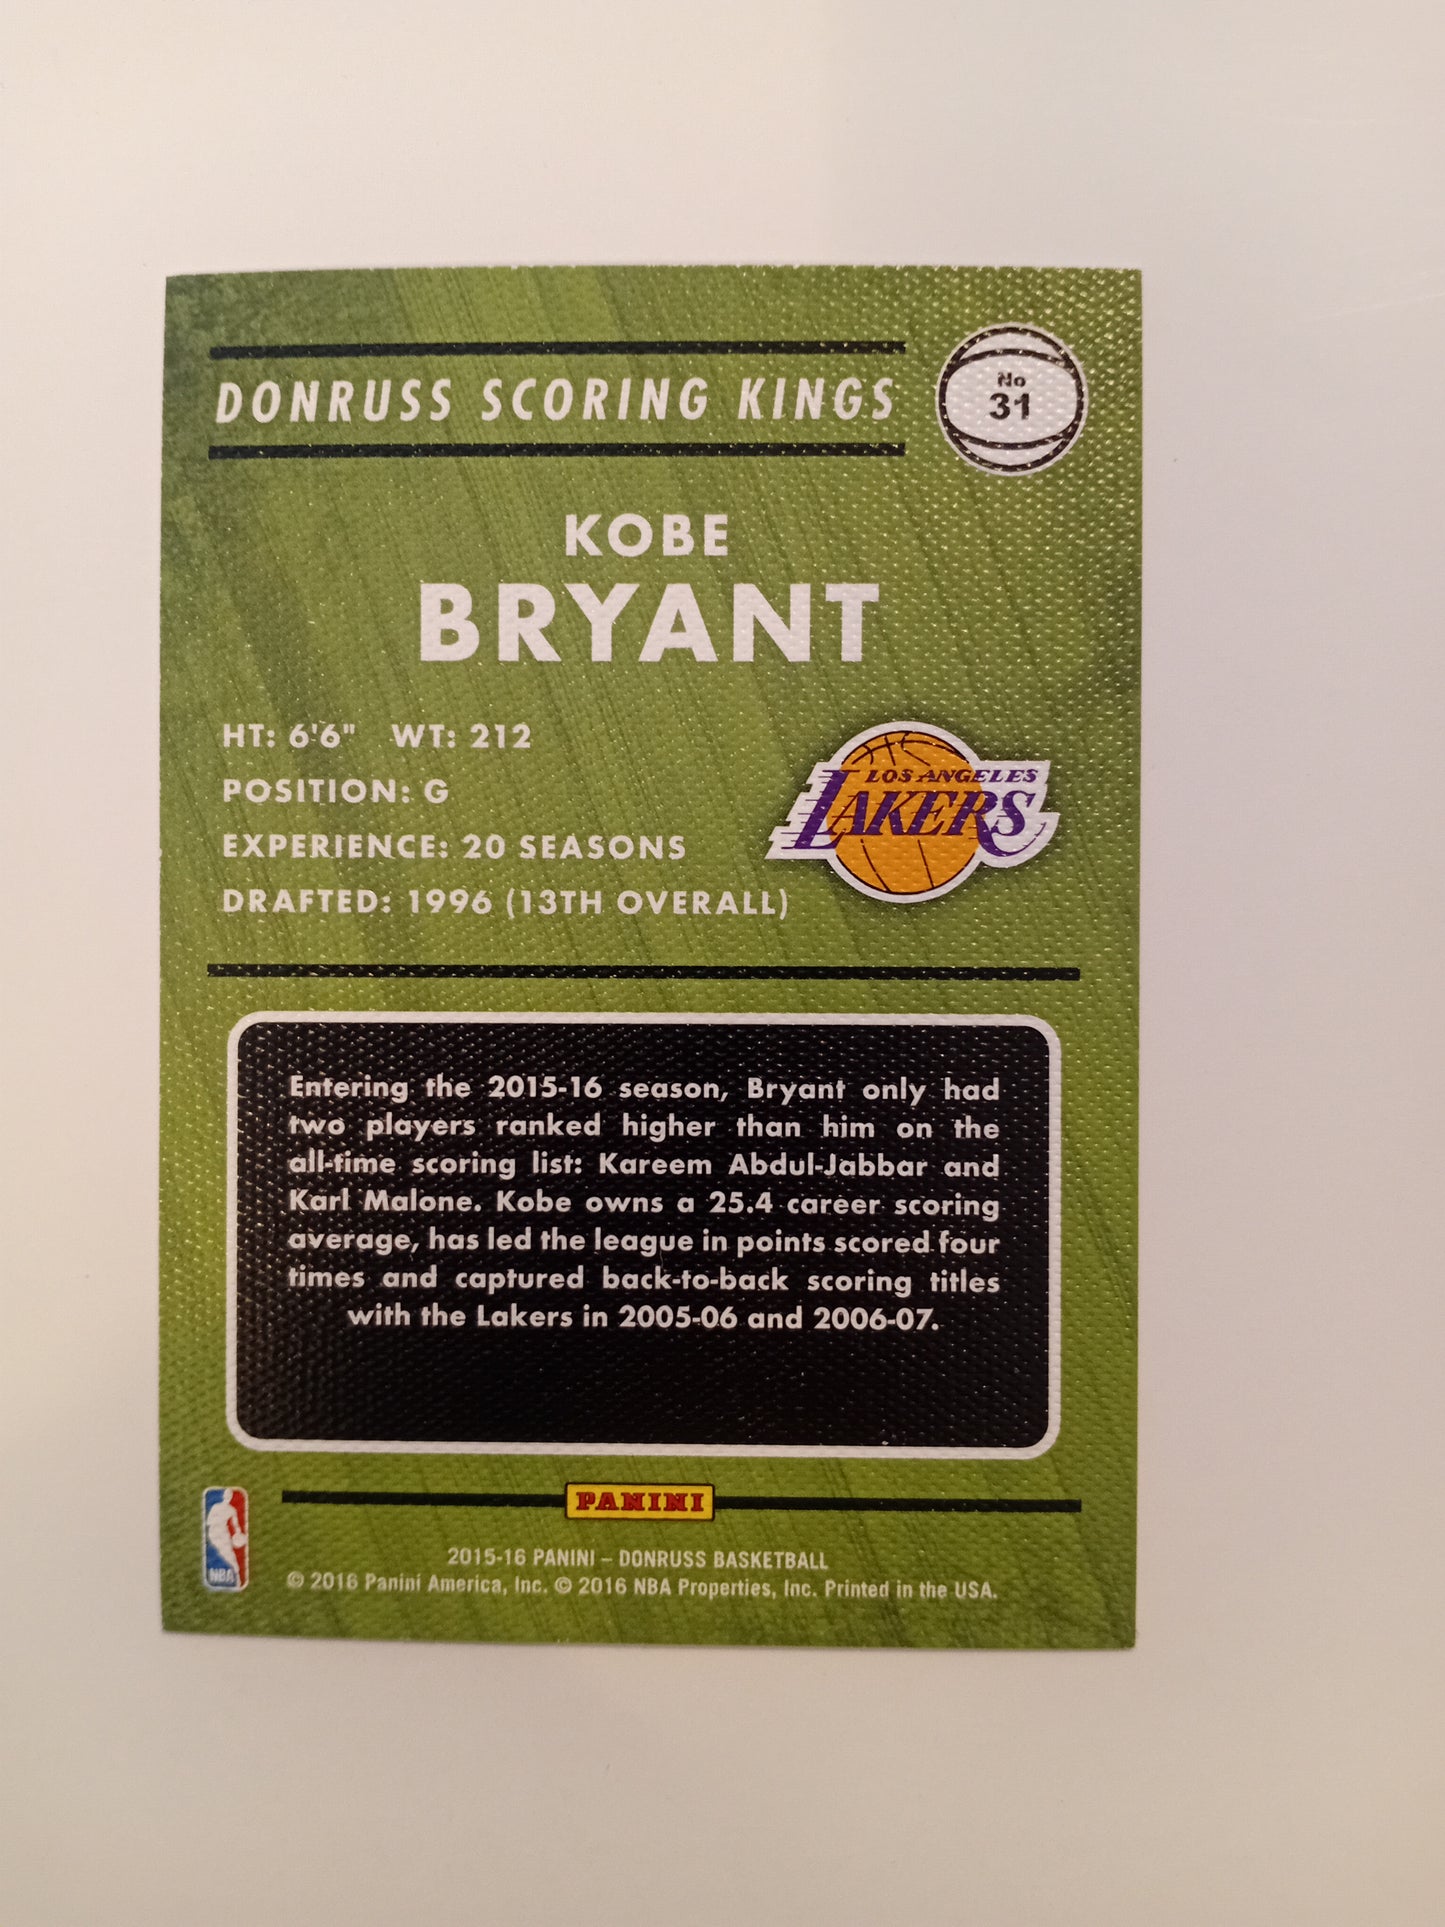 DONRUSS SCORING KINGS
No
31
KOBE
BRYANT
HT: 6'6" WT: 212
POSITION: G
EXPERIENCE: 20 SEASONS
DRAFTED: 1996 (13TH OVERALL)
LOS ANGELES
LAKERS
Entering the 2015-16 season, Bryant only had
two players ranked higher than him on the
all-time scoring list: Kareem Abdul-Jabbar and
Karl Malone. Kobe owns a 25.4 career scoring
average, has led the league in points scored four
times and captured back-to-back scoring titles
with the Lakers in 2005-06 and 2006-07.
PANINI
NBA
2015-16 PANINI – DONRUSS BASKETBALL
© 2016 Panini America, Inc. © 2016 NBA Properties, Inc. Printed in the USA.